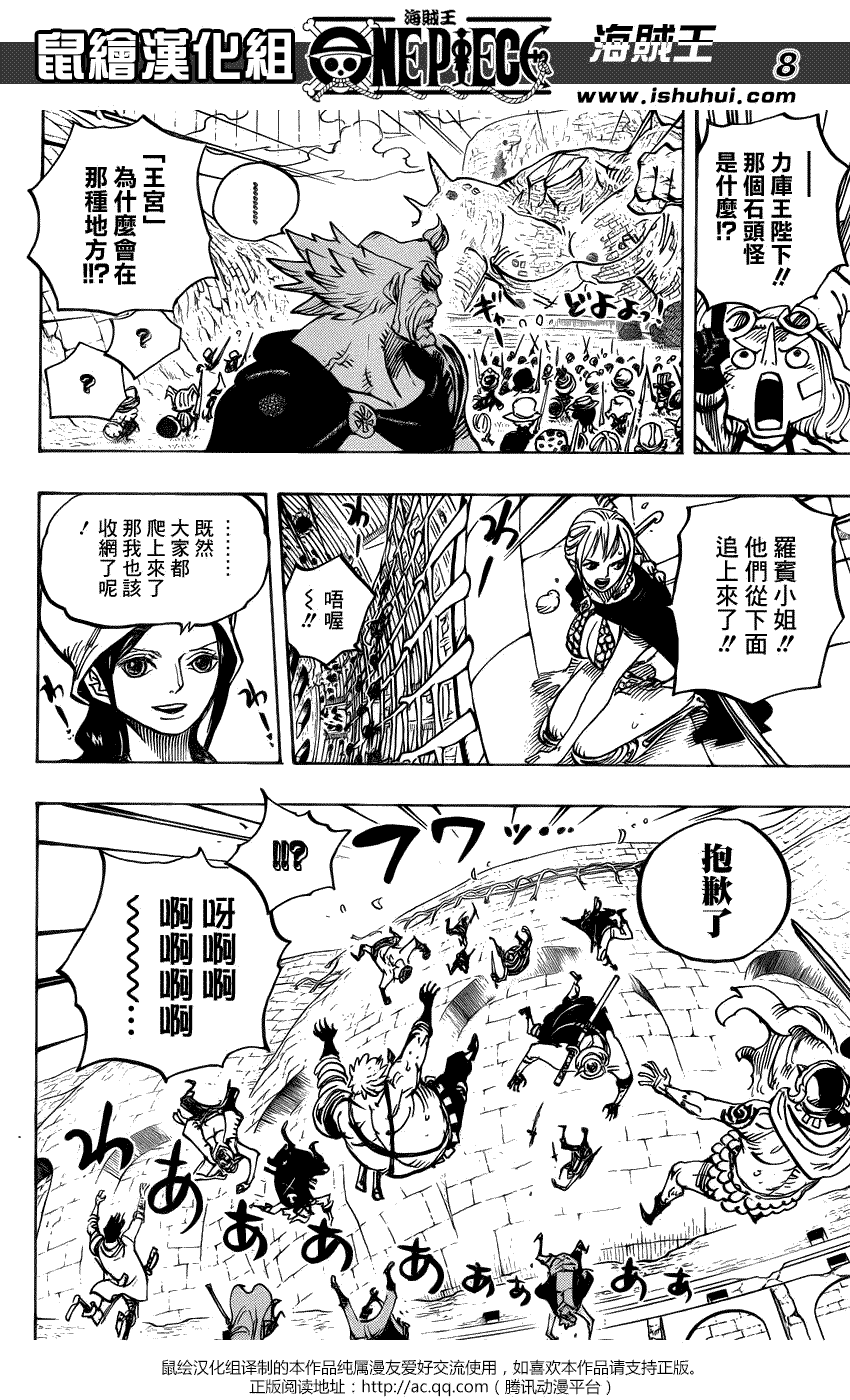 鼠繪漢化組
海賊王
ONE PIECE
海賊王
8
www.ishuhui.com
——
力庫王陛下!!
那個石頭怪
是什麼!?
~~~~
「王宮」
為什麼會在
那種地方!!?
?
?
ギャー
どよよっ!
羅賓小姐!!
他們從下面
追上來了!!
唔喔
~!!
わー
わー
………
既然
大家都
爬上來了
那我也該
收網了呢
!
わー
わー
抱歉了
フワッ…
!!?
呀啊啊
啊啊啊啊
~~~~…
わあああああああ
鼠绘汉化组译制的本作品纯属漫友爱好交流使用，如喜欢本作品请支持正版。
正版阅读地址：http://ac.qq.com（腾讯动漫平台）